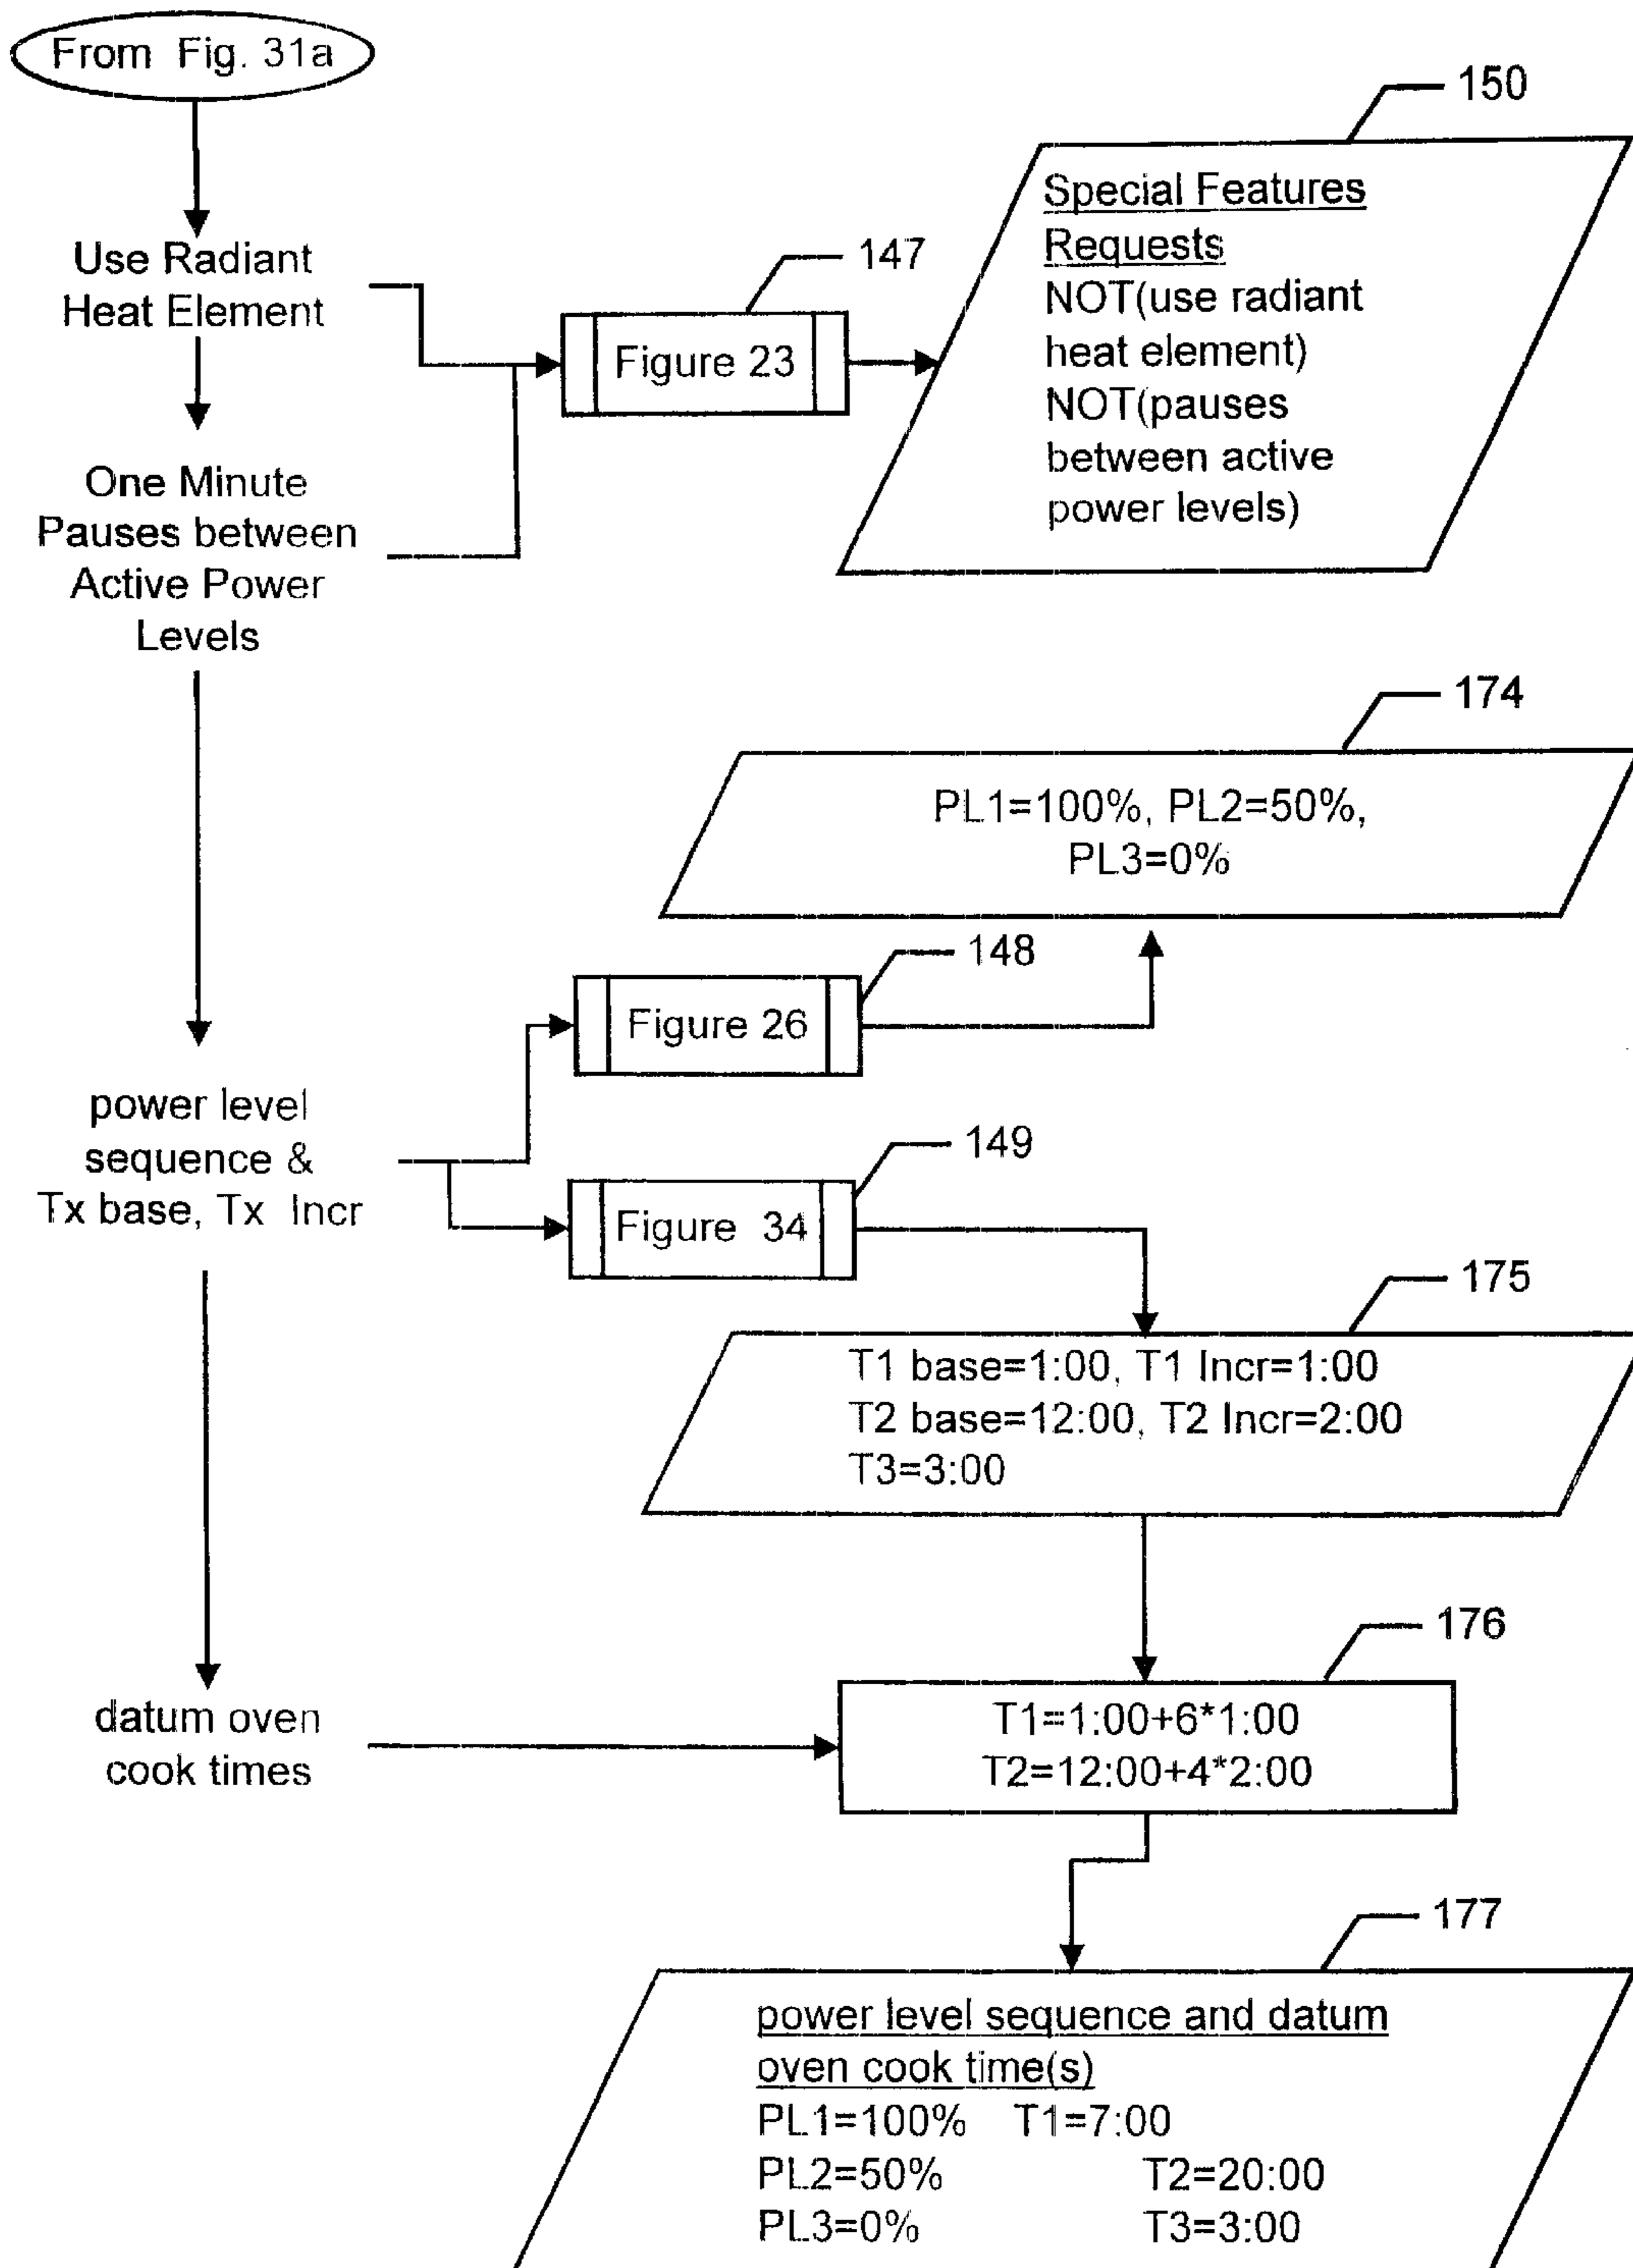 From Fig. 31a
150
Special Features
Requests
NOT(use radiant
heat element)
NOT(pauses
between active
power levels)
147
Figure 23
Use Radiant
Heat Element
One Minute
Pauses between
Active Power
Levels
174
PL1=100%, PL2=50%,
PL3=0%
148
Figure 26
power level
sequence &
Tx base, Tx Incr
149
Figure 34
175
T1 base=1:00, T1 Incr=1:00
T2 base=12:00, T2 Incr=2:00
T3=3:00
176
T1=1:00+6*1:00
T2=12:00+4*2:00
datum oven
cook times
177
power level sequence and datum
oven cook time(s)
PL1=100% T1=7:00
PL2=50% T2=20:00
PL3=0% T3=3:00